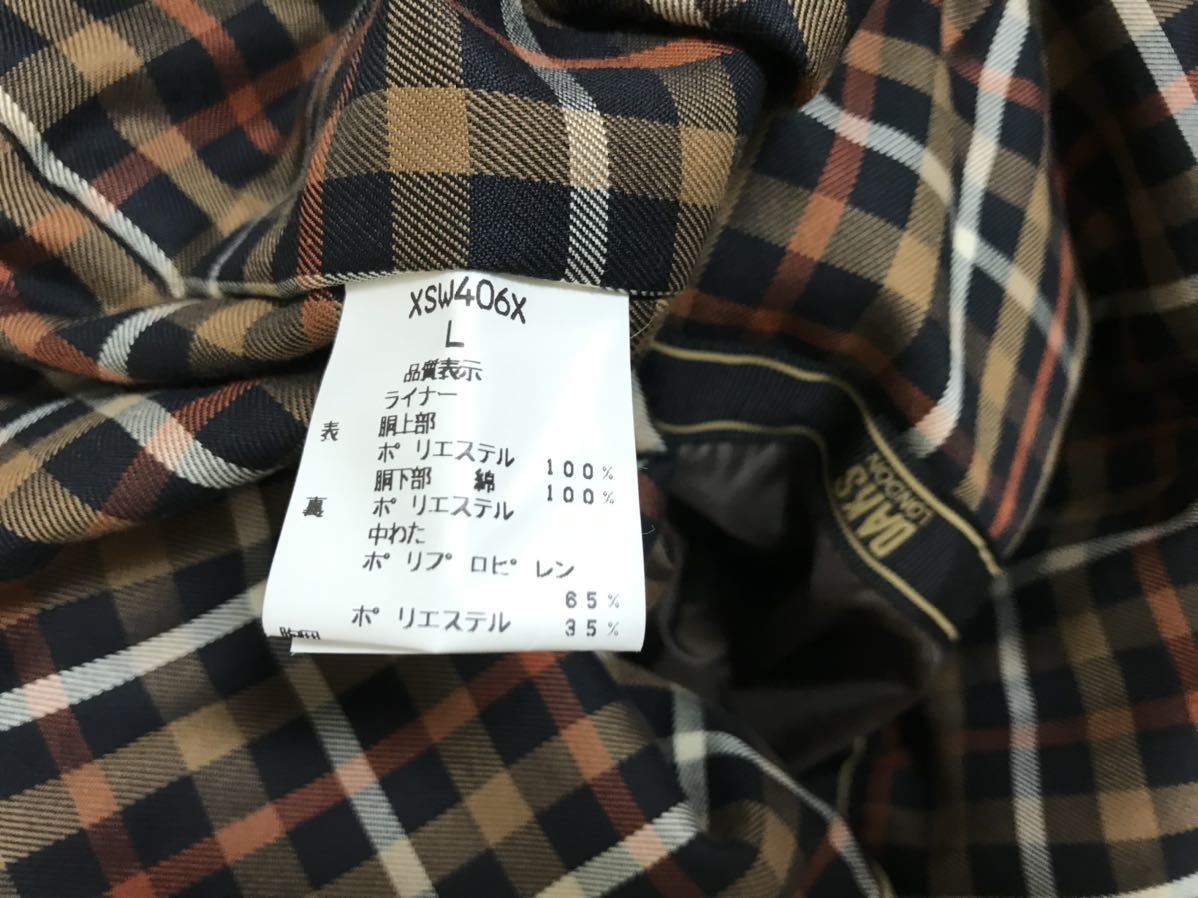 XSW406X
L
品質表示
ライナー
表 胴上部
ポリエステル 100%
胴下部 綿 100%
裏 ポリエステル
中わた
ポリプロピレン
65%
ポリエステル 35%
DAKS
LONDON